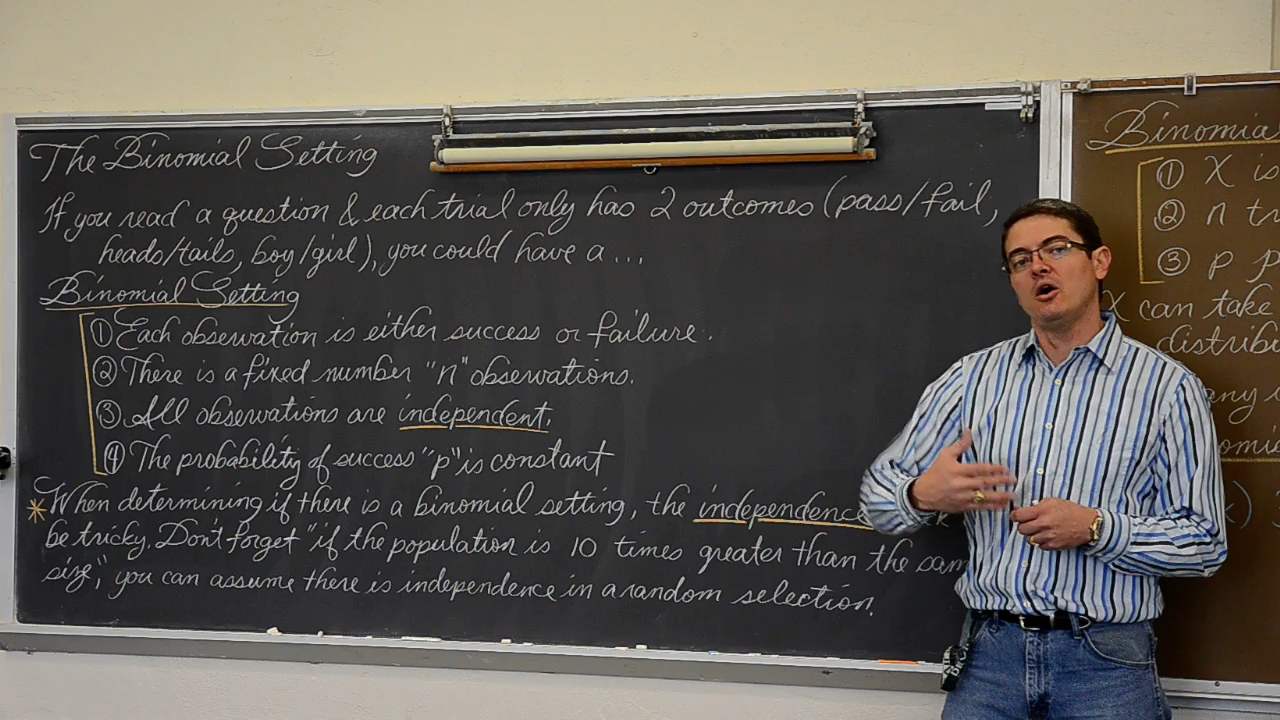 The Binomial Setting
If you read a question & each trial only has 2 outcomes (pass/fail,
heads/tails, boy/girl), you could have a ...
Binomial Setting
① Each observation is either success or failure.
② There is a fixed number "n" observations.
③ All observations are independent.
④ The probability of success "p" is constant
* When determining if there is a binomial setting, the independence
be tricky. Don't forget "if the population is 10 times greater than the sam
size," you can assume there is independence in a random selection.
Binomia
① X is
② n tr
③ p p
X can take
distribu
any
omia